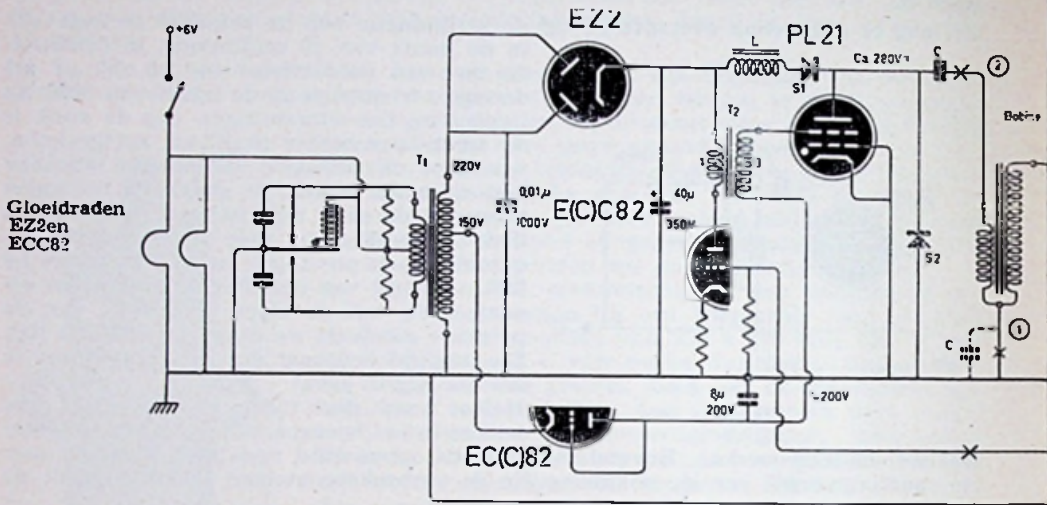 EZ2
+6V
PL21
L
C
2
Ca 280V=
S1
T2
T1
220V
0,01μ
1000V
E(C)C82
40μ
350V
+
150V
Gloeidraden
EZ2en
ECC82
S2
C
1
8μ
200V
-200V
EC(C)82